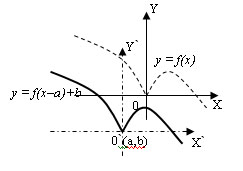 Y
Y`
y = f(x)
y = f(x–a)+b
0
X
X`
0`(a,b)